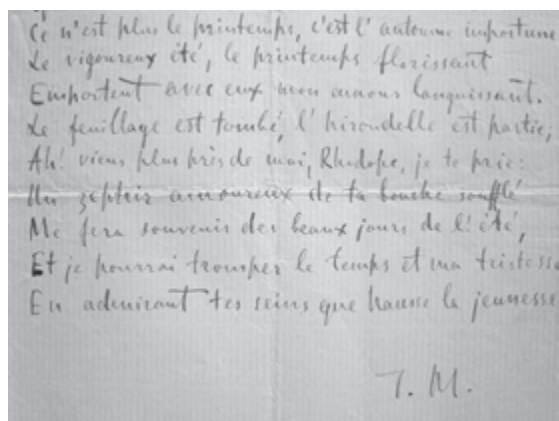 Ce n'est plus le printemps, c'est l'automne importune
Le vigoureux été, le printemps florissant
Emportent avec eux mon amour languissant.
Le feuillage est tombé, l'hirondelle est partie,
Ah! viens plus près de moi, Rhodope, je te prie:
Un zéphir amoureux de ta bouche soufflé
Me fera souvenir des beaux jours de l'été,
Et je pourrai tromper le temps et ma tristesse
En admirant tes seins que hausse la jeunesse
J. M.